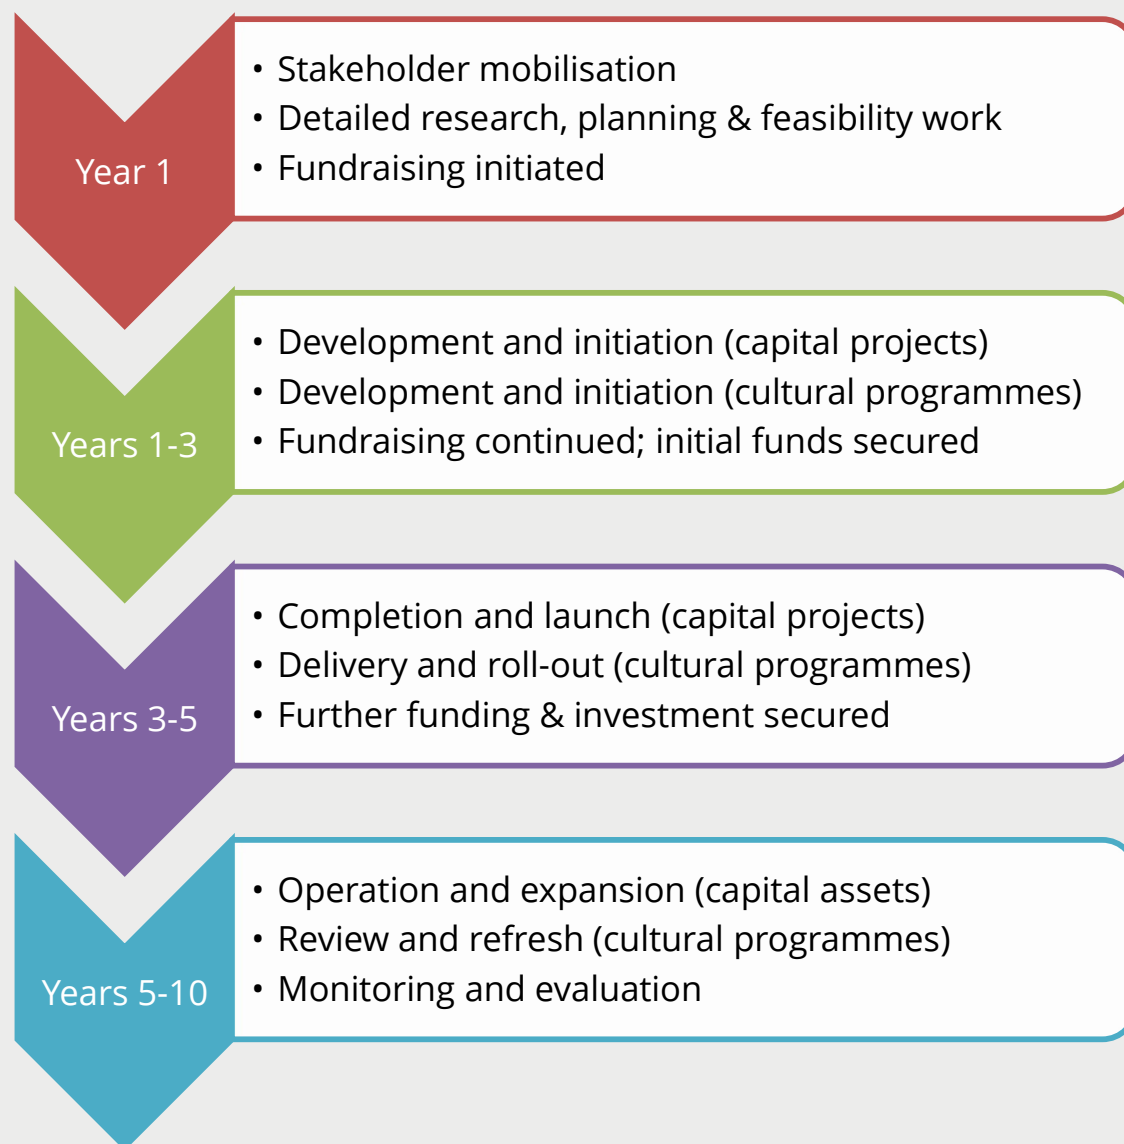 Year 1
• Stakeholder mobilisation
• Detailed research, planning & feasibility work
• Fundraising initiated
Years 1-3
• Development and initiation (capital projects)
• Development and initiation (cultural programmes)
• Fundraising continued; initial funds secured
Years 3-5
• Completion and launch (capital projects)
• Delivery and roll-out (cultural programmes)
• Further funding & investment secured
Years 5-10
• Operation and expansion (capital assets)
• Review and refresh (cultural programmes)
• Monitoring and evaluation